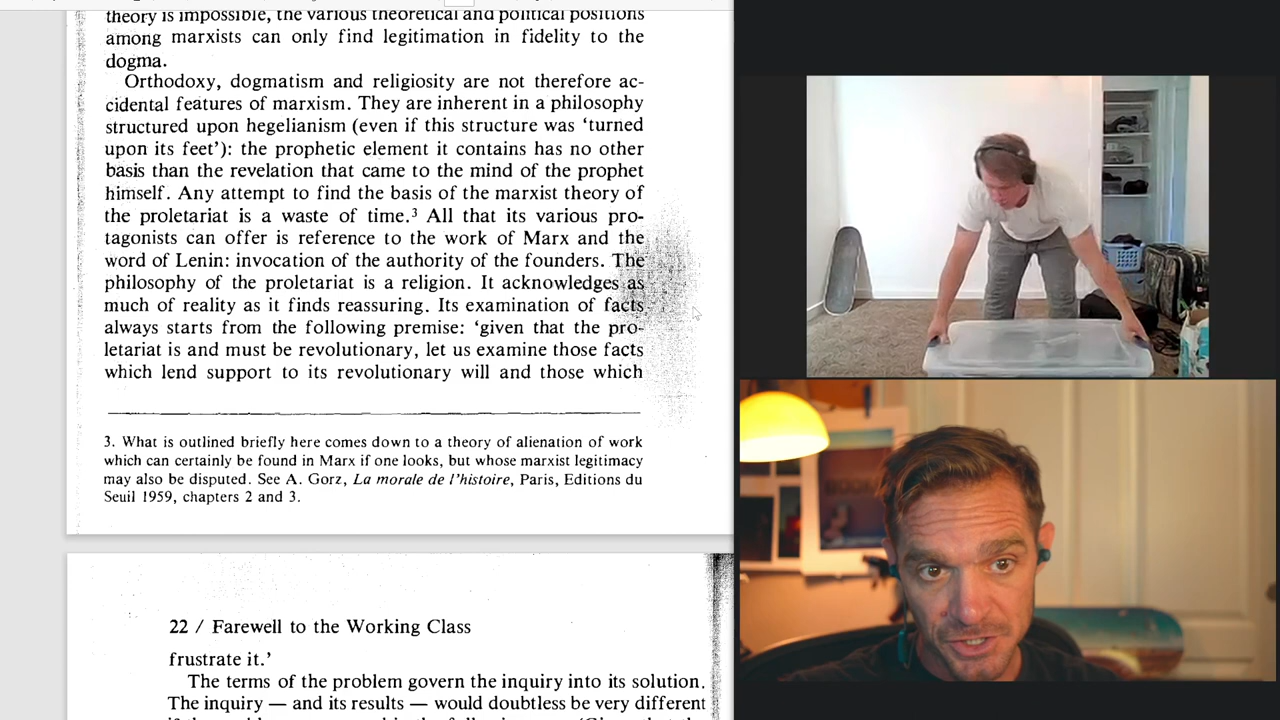 theory is impossible, the various theoretical and political positions
among marxists can only find legitimation in fidelity to the
dogma.
Orthodoxy, dogmatism and religiosity are not therefore ac-
cidental features of marxism. They are inherent in a philosophy
structured upon hegelianism (even if this structure was ‘turned
upon its feet’): the prophetic element it contains has no other
basis than the revelation that came to the mind of the prophet
himself. Any attempt to find the basis of the marxist theory of
the proletariat is a waste of time.³ All that its various pro-
tagonists can offer is reference to the work of Marx and the
word of Lenin: invocation of the authority of the founders. The
philosophy of the proletariat is a religion. It acknowledges as
much of reality as it finds reassuring. Its examination of facts
always starts from the following premise: ‘given that the pro-
letariat is and must be revolutionary, let us examine those facts
which lend support to its revolutionary will and those which
3. What is outlined briefly here comes down to a theory of alienation of work
which can certainly be found in Marx if one looks, but whose marxist legitimacy
may also be disputed. See A. Gorz, La morale de l’histoire, Paris, Editions du
Seuil 1959, chapters 2 and 3.
22 / Farewell to the Working Class
frustrate it.’
The terms of the problem govern the inquiry into its solution.
The inquiry — and its results — would doubtless be very different